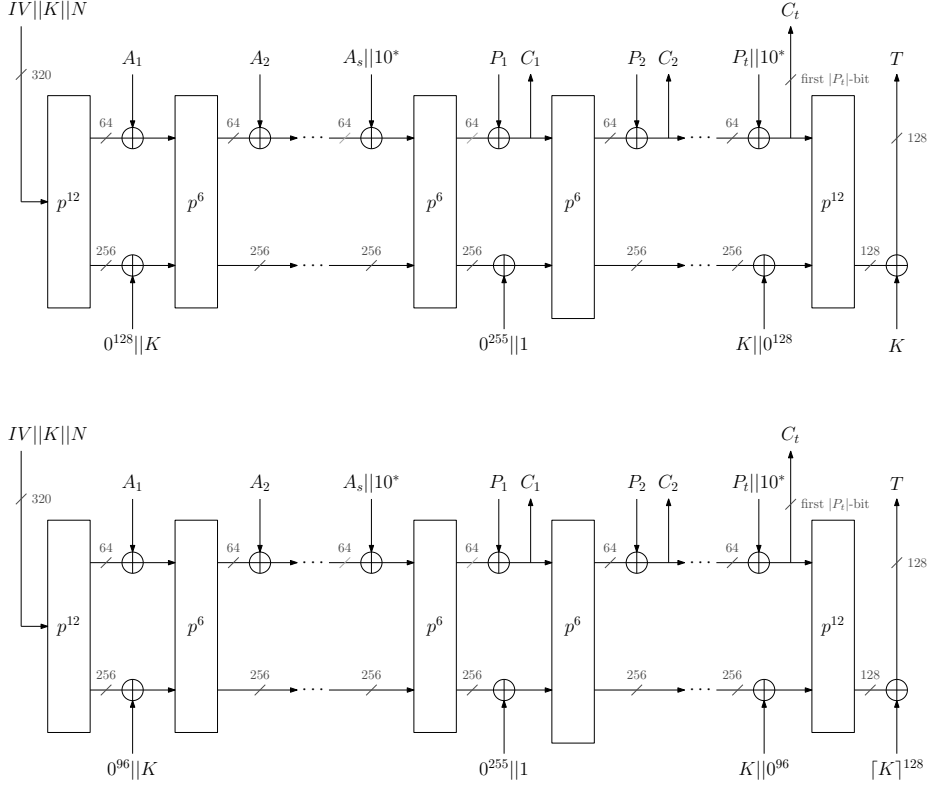 IV||K||N
C_t
A_1 A_2 A_s||10* P_1 C_1 P_2 C_2 P_t||10* T
320 first |P_t|-bit
64 64 64 64 64 64 128
p^12 p^6 p^6 p^6 p^12
256 256 256 256 256 256 128
0^128||K 0^255||1 K||0^128 K
IV||K||N
C_t
A_1 A_2 A_s||10* P_1 C_1 P_2 C_2 P_t||10* T
320 first |P_t|-bit
64 64 64 64 64 64 128
p^12 p^6 p^6 p^6 p^12
256 256 256 256 256 256 128
0^96||K 0^255||1 K||0^96 ⌈K⌉^128